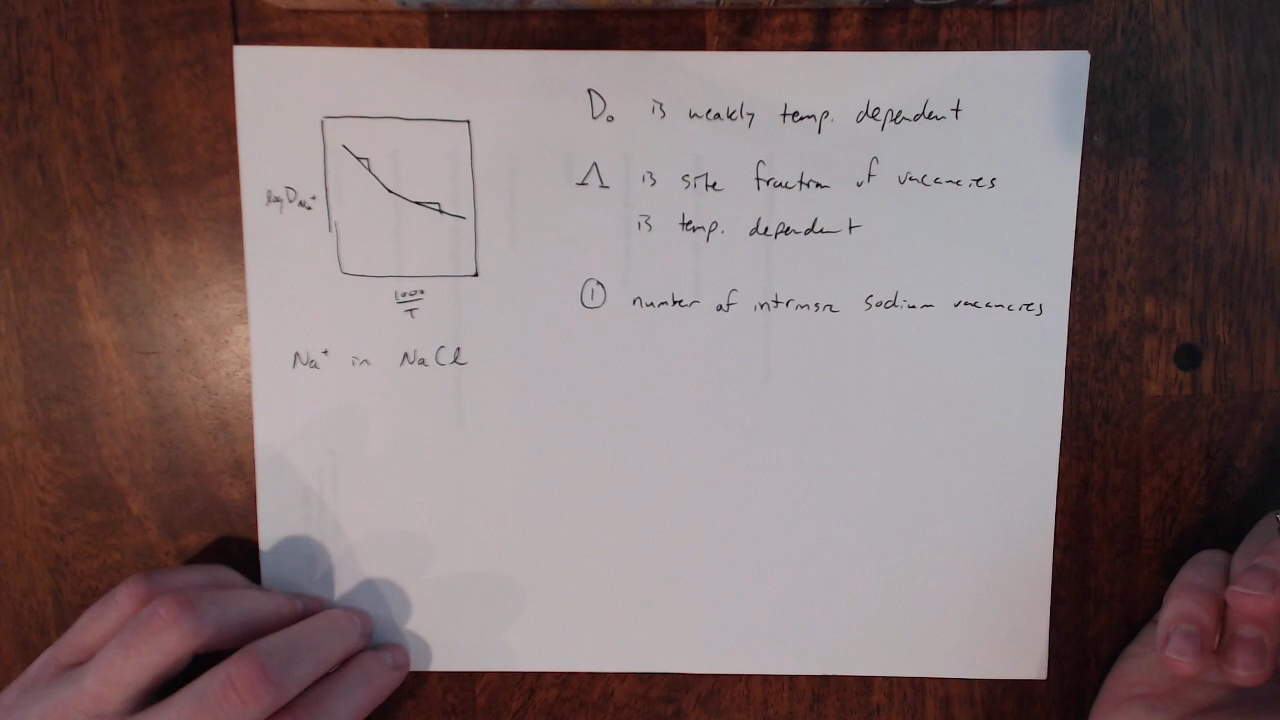 D₀ is weakly temp. dependent
Λ is site fraction of vacancies
is temp. dependent
① number of intrinsic sodium vacancies
log D Na⁺
1000
T
Na⁺ in NaCl